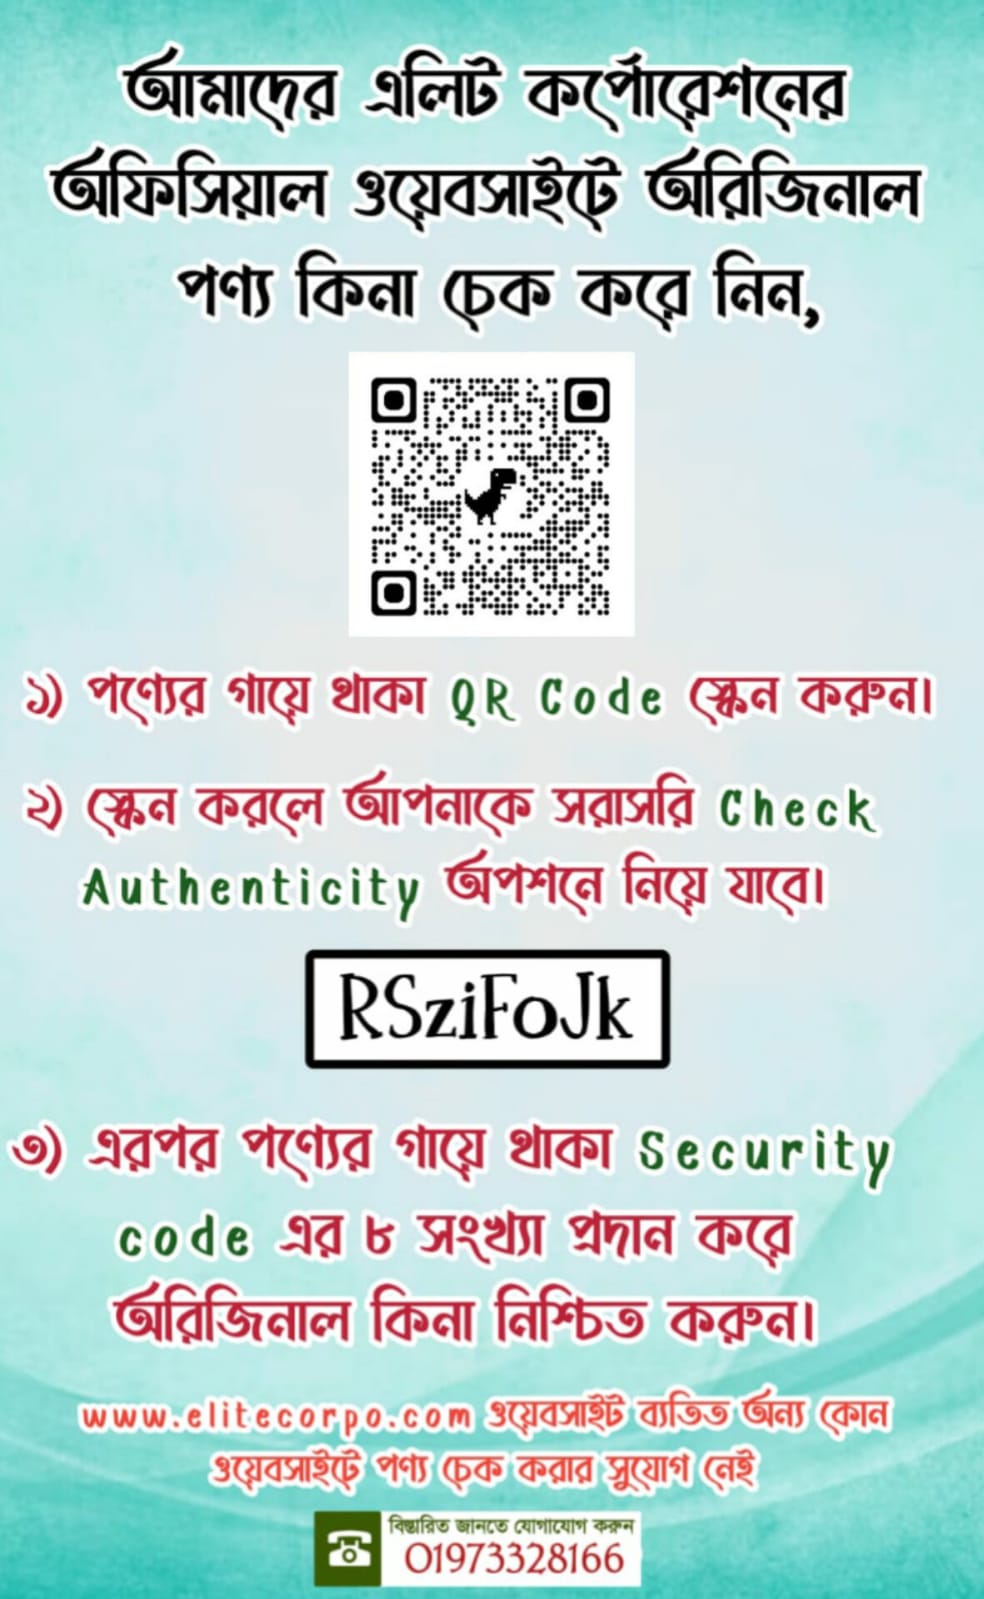 আমাদের এলিট কর্পোরেশনের
অফিসিয়াল ওয়েবসাইটে অরিজিনাল
পণ্য কিনা চেক করে নিন,
১) পণ্যের গায়ে থাকা QR Code স্কেন করুন।
২) স্কেন করলে আপনাকে সরাসরি Check
Authenticity অপশনে নিয়ে যাবে।
RSziFoJk
৩) এরপর পণ্যের গায়ে থাকা Security
code এর ৮ সংখ্যা প্রদান করে
অরিজিনাল কিনা নিশ্চিত করুন।
www.elitecorpo.com ওয়েবসাইট ব্যতিত অন্য কোন
ওয়েবসাইটে পণ্য চেক করার সুযোগ নেই
বিস্তারিত জানতে যোগাযোগ করুন
01973328166